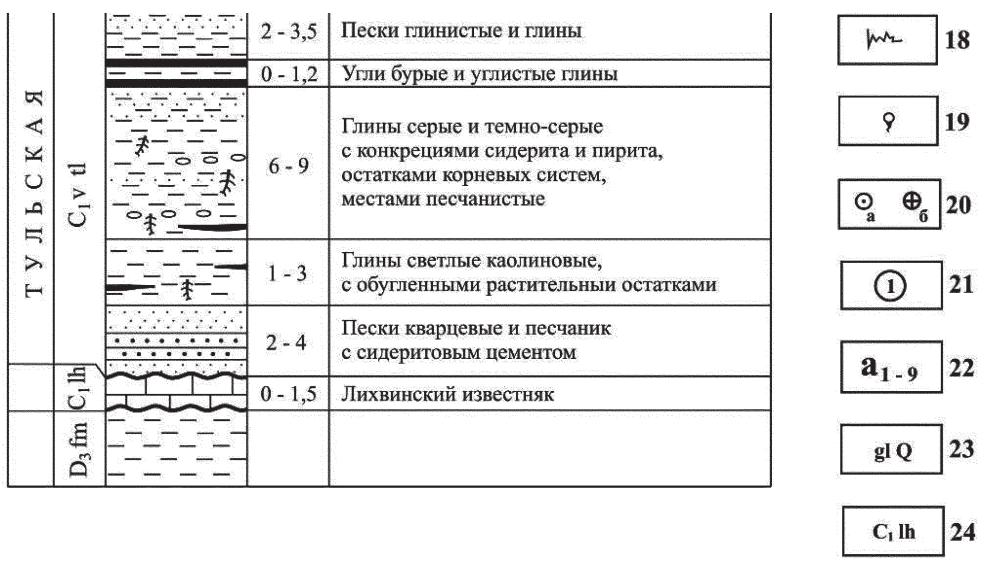 ТУЛЬСКАЯ
C₁ v tl
2 - 3,5
Пески глинистые и глины
0 - 1,2
Угли бурые и углистые глины
6 - 9
Глины серые и темно-серые
с конкрециями сидерита и пирита,
остатками корневых систем,
местами песчанистые
1 - 3
Глины светлые каолиновые,
с обугленными растительныи остатками
2 - 4
Пески кварцевые и песчаник
с сидеритовым цементом
C₁ lh
0 - 1,5
Лихвинский известняк
D₃ fm
18
19
а б 20
1 21
a₁ - ₉ 22
gl Q 23
C₁ lh 24